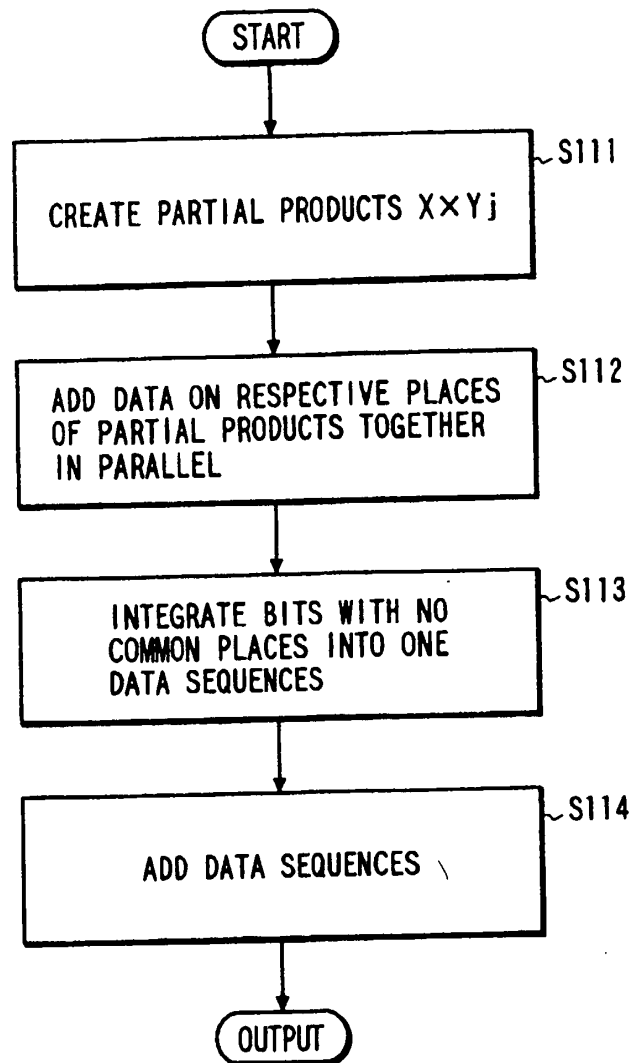 START
S111
CREATE PARTIAL PRODUCTS X×Yj
S112
ADD DATA ON RESPECTIVE PLACES
OF PARTIAL PRODUCTS TOGETHER
IN PARALLEL
S113
INTEGRATE BITS WITH NO
COMMON PLACES INTO ONE
DATA SEQUENCES
S114
ADD DATA SEQUENCES
OUTPUT